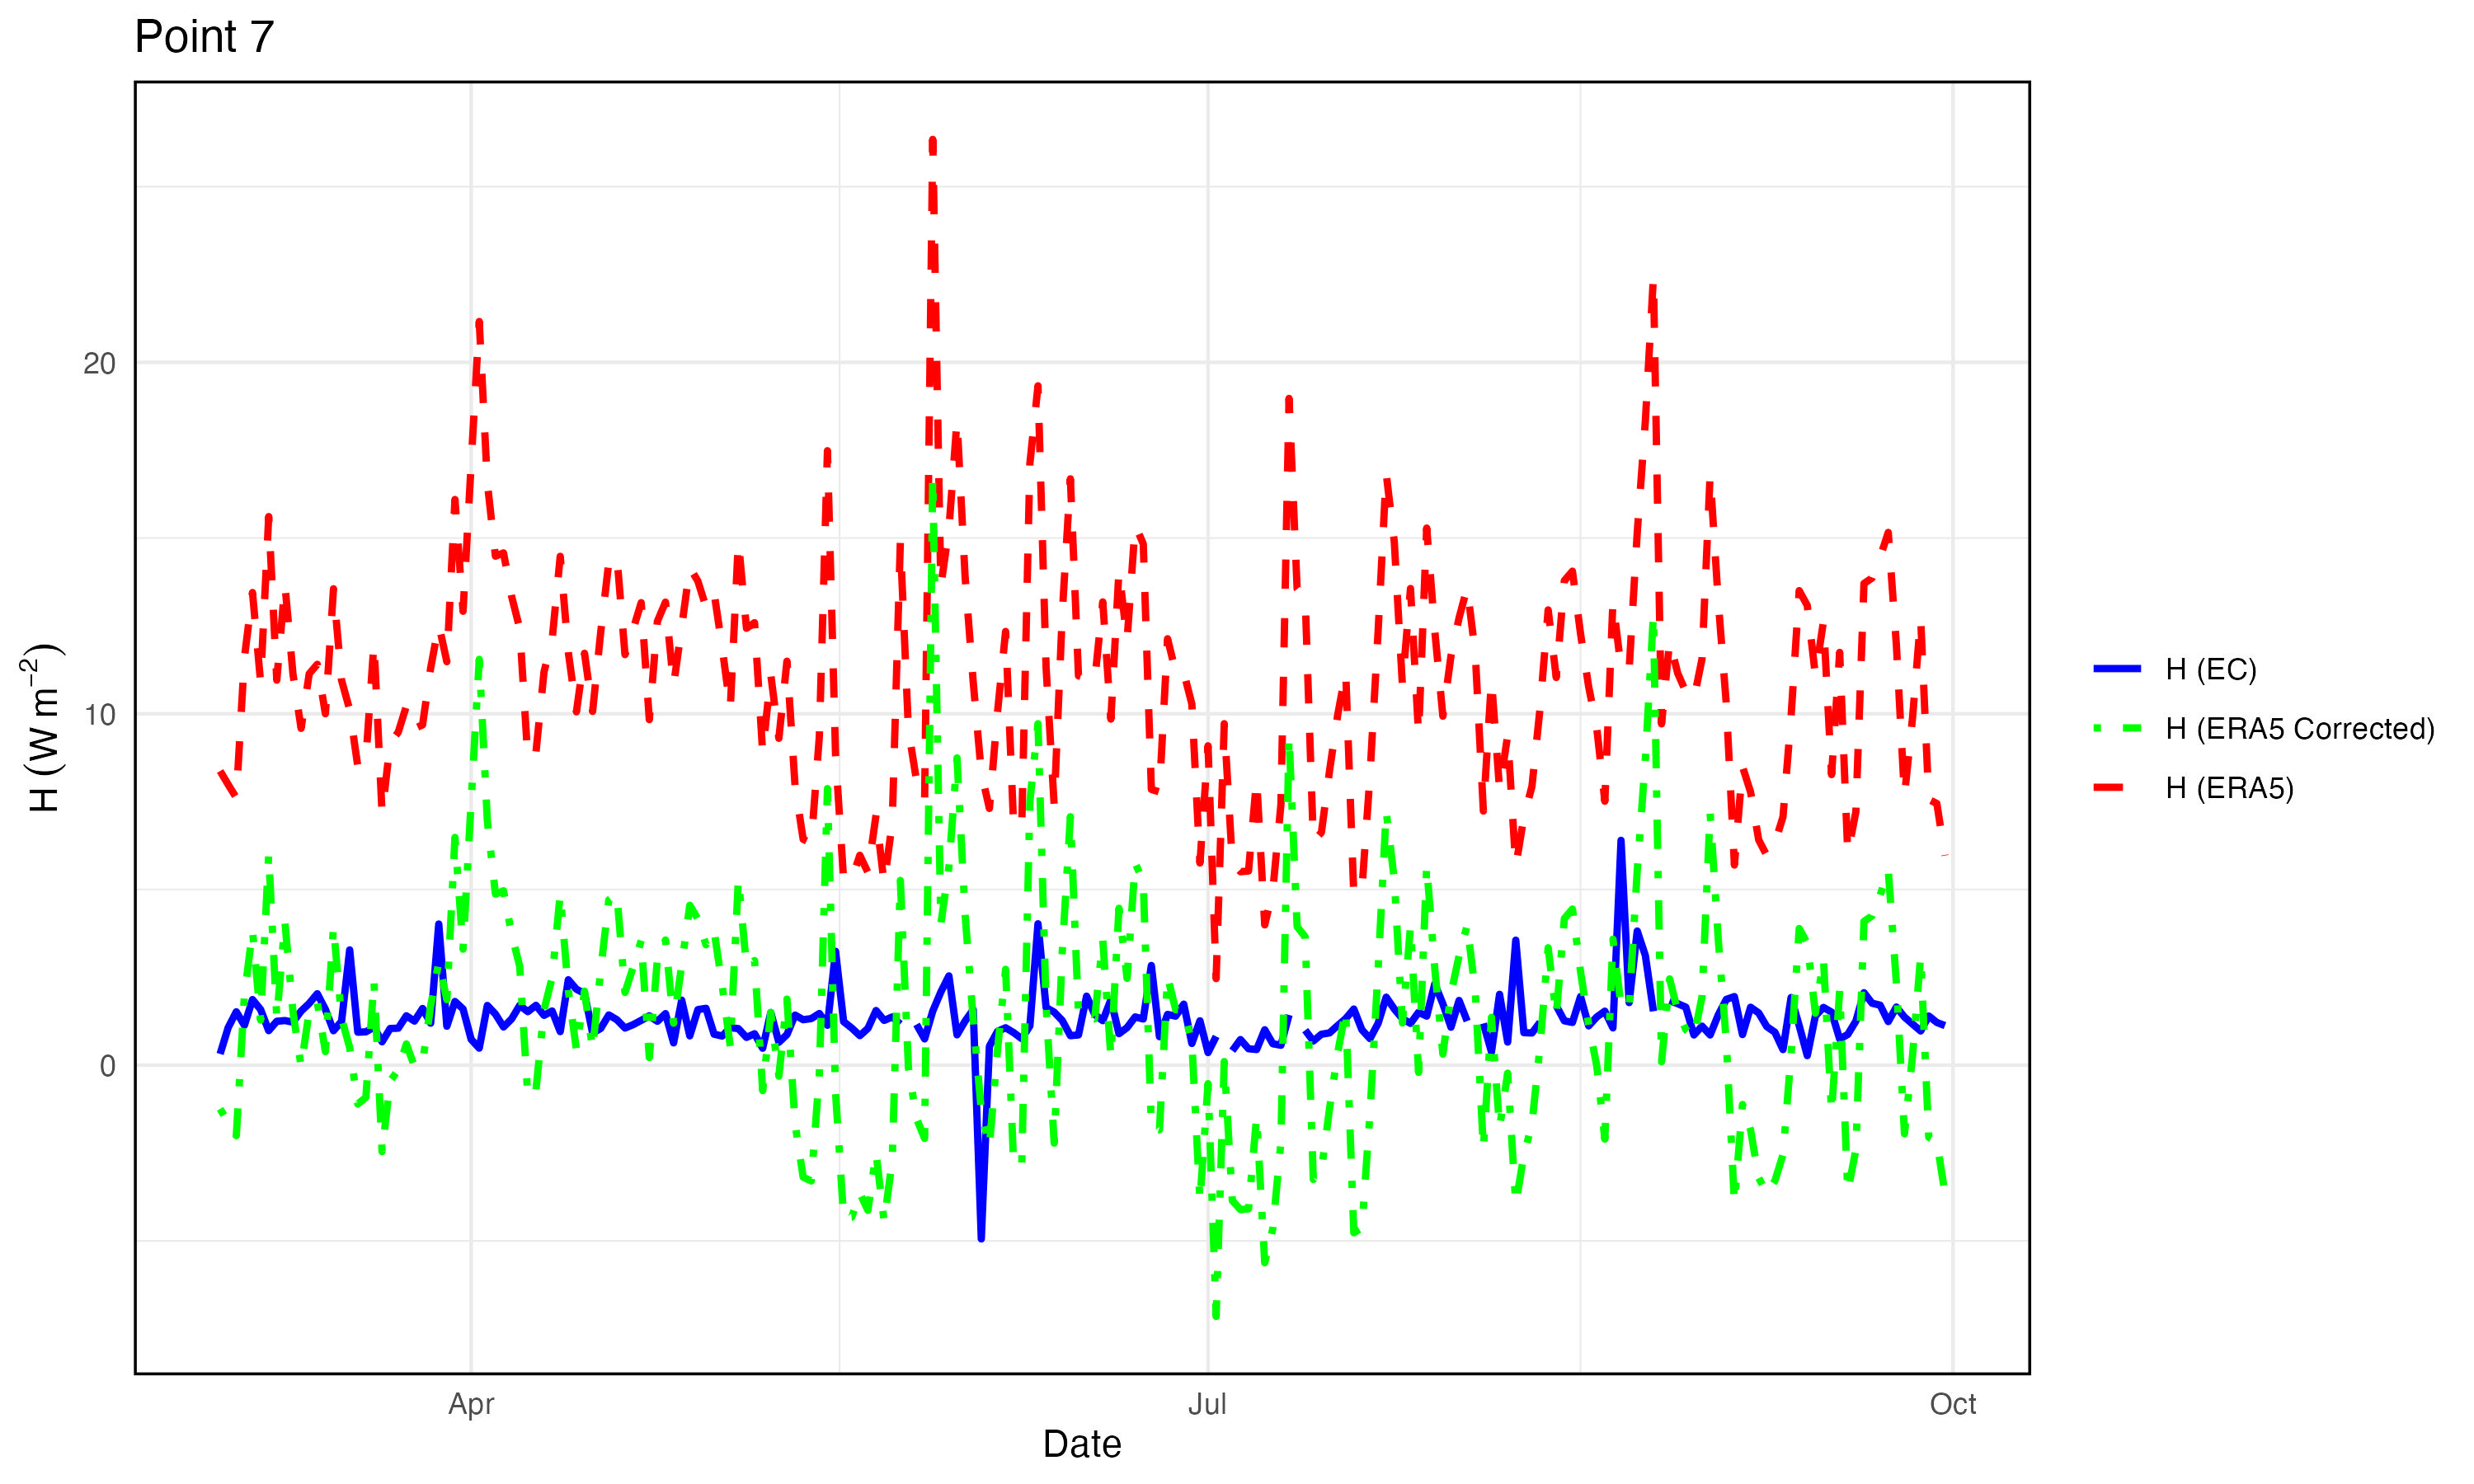 Point 7
H (W m⁻²)
20
10
0
Apr
Jul
Oct
Date
H (EC)
H (ERA5 Corrected)
H (ERA5)